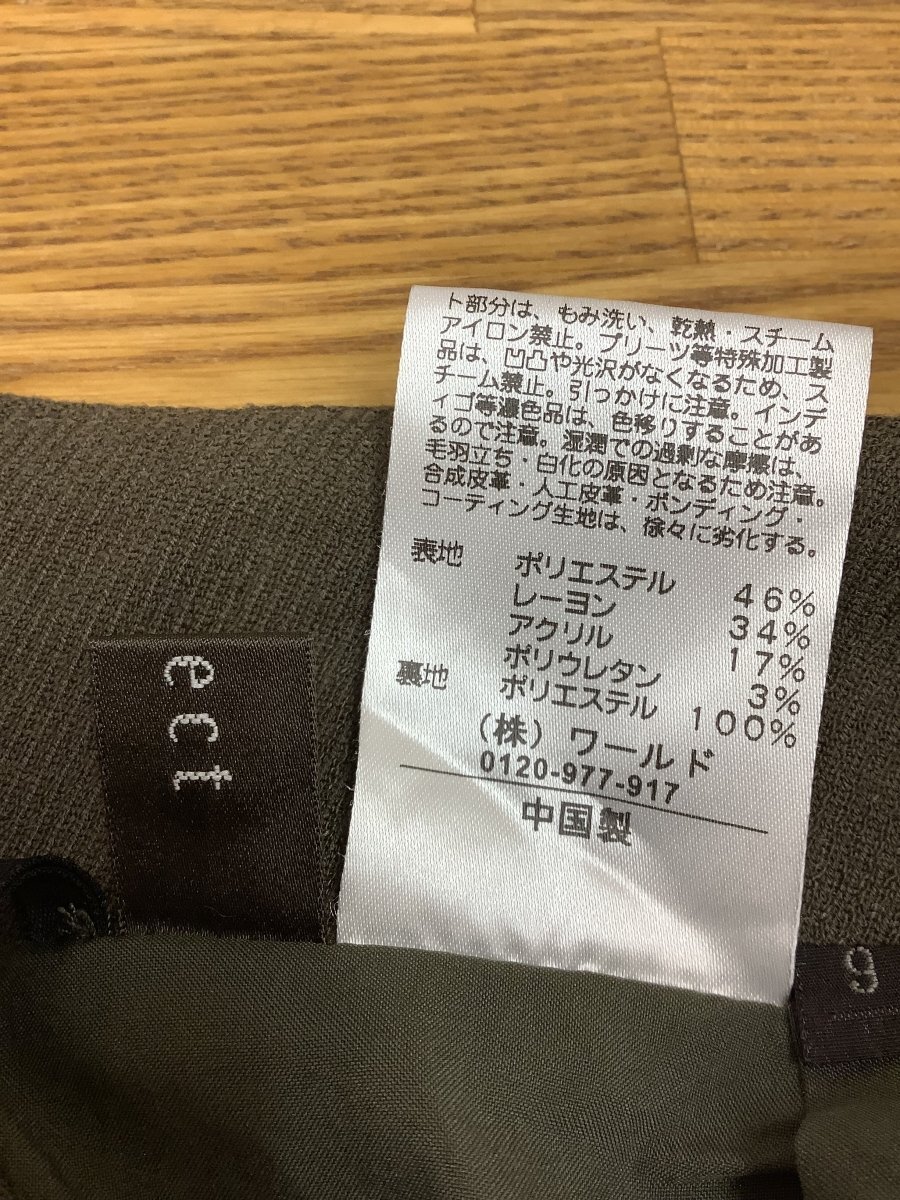 ト部分は、もみ洗い、乾熱・スチーム
アイロン禁止。プリーツ等特殊加工製
品は、凹凸や光沢がなくなるため、ス
チーム禁止。引っかけに注意。インデ
ィゴ等濃色品は、色移りすることがあ
るので注意。湿潤での過剰な摩擦は、
毛羽立ち・白化の原因となるため注意。
合成皮革・人工皮革・ボンディング・
コーティング生地は、徐々に劣化する。
表地 ポリエステル 46%
レーヨン 34%
アクリル 17%
ポリウレタン 3%
裏地 ポリエステル 100%
(株) ワールド
0120-977-917
中国製
ect
9